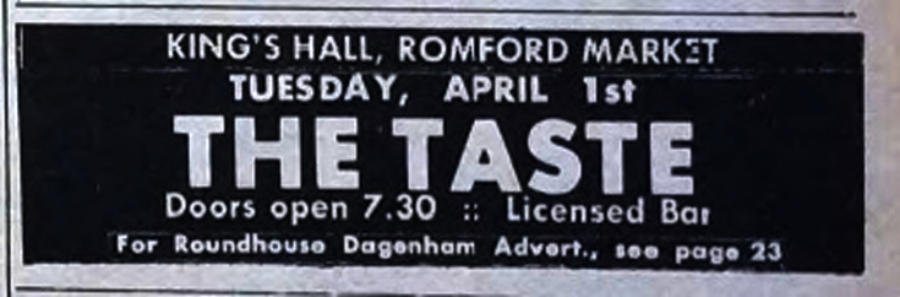 KING'S HALL, ROMFORD MARKET
TUESDAY, APRIL 1st
THE TASTE
Doors open 7.30 :: Licensed Bar
For Roundhouse Dagenham Advert., see page 23